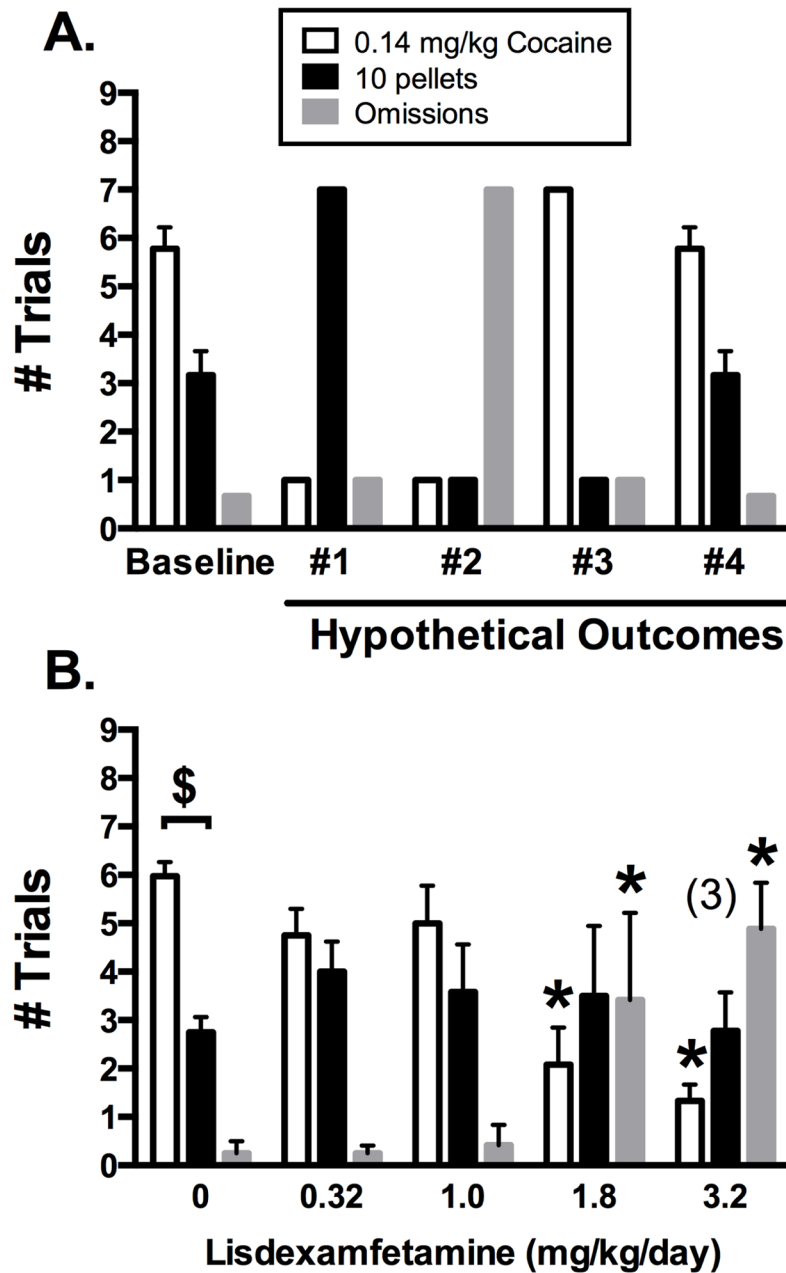 A.
0.14 mg/kg Cocaine
10 pellets
Omissions
9
8
7
6
5
4
3
2
1
0
# Trials
Baseline #1 #2 #3 #4
Hypothetical Outcomes
B.
9
8
7
6
5
4
3
2
1
0
# Trials
$
*
*
(3)
*
*
0 0.32 1.0 1.8 3.2
Lisdexamfetamine (mg/kg/day)